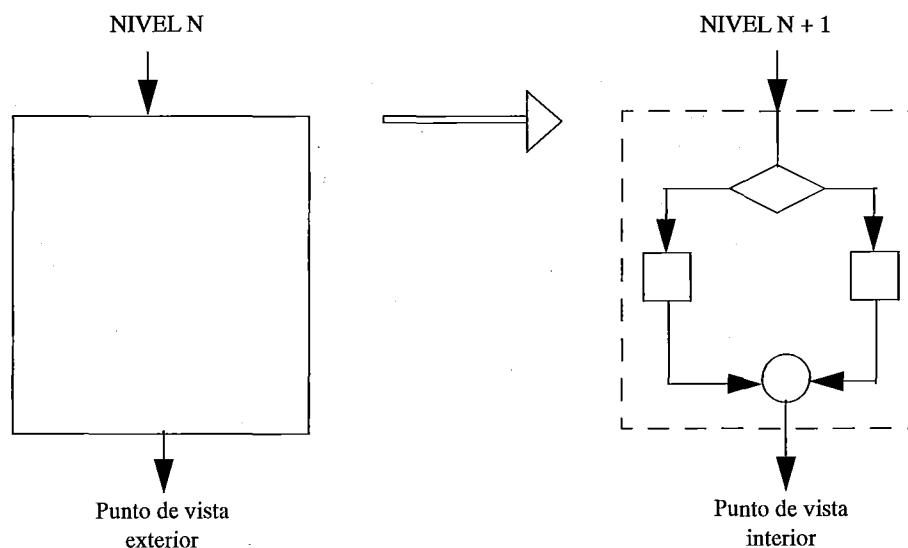 NIVEL N
NIVEL N + 1
Punto de vista
exterior
Punto de vista
interior